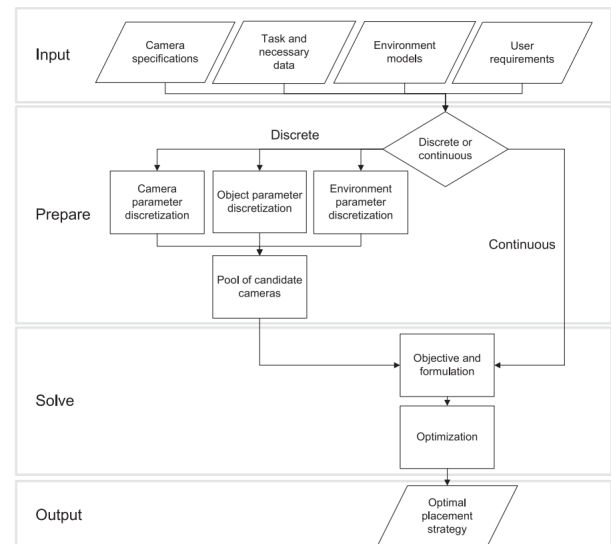 Input
Camera
specifications
Task and
necessary
data
Environment
models
User
requirements
Prepare
Discrete
Discrete or
continuous
Camera
parameter
discretization
Object parameter
discretization
Environment
parameter
discretization
Continuous
Pool of candidate
cameras
Solve
Objective and
formulation
Optimization
Output
Optimal
placement
strategy